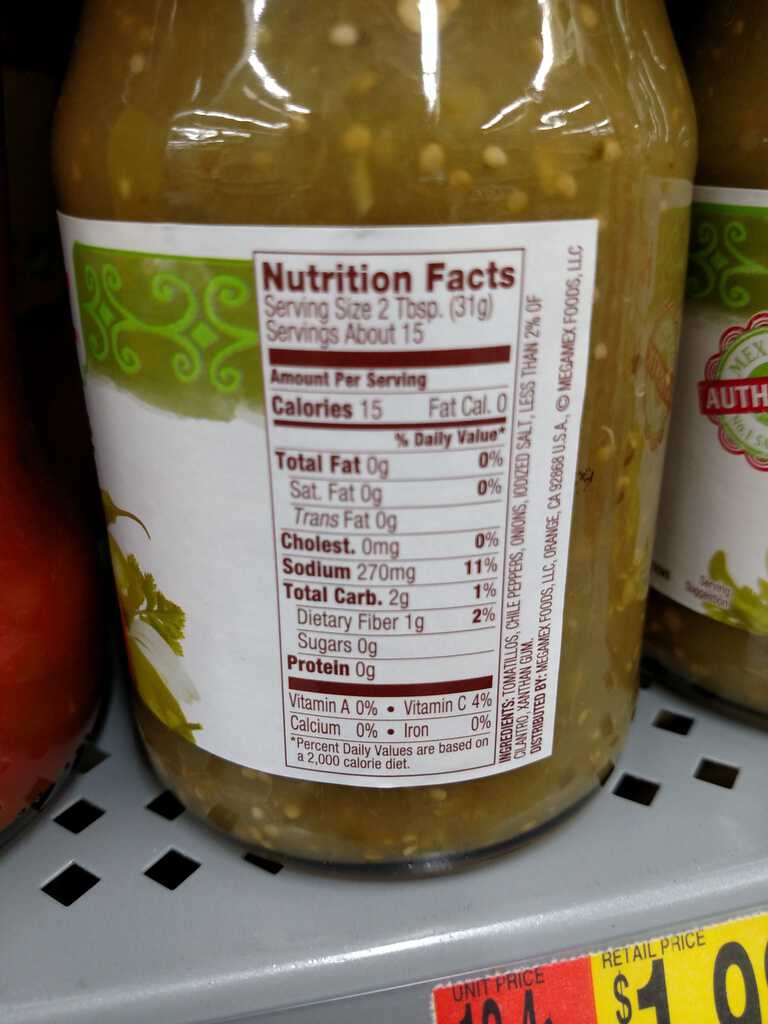 Nutrition Facts
Serving Size 2 Tbsp. (31g)
Servings About 15
Amount Per Serving
Calories 15 Fat Cal. 0
% Daily Value*
Total Fat 0g 0%
Sat. Fat 0g 0%
Trans Fat 0g
Cholest. 0mg 0%
Sodium 270mg 11%
Total Carb. 2g 1%
Dietary Fiber 1g 2%
Sugars 0g
Protein 0g
Vitamin A 0% • Vitamin C 4%
Calcium 0% • Iron 0%
*Percent Daily Values are based on
a 2,000 calorie diet.
INGREDIENTS: TOMATILLOS, CHILE PEPPERS, ONIONS, IODIZED SALT, LESS THAN 2% OF
CILANTRO, XANTHAN GUM.
DISTRIBUTED BY: MEGAMEX FOODS, LLC, ORANGE, CA 92868 U.S.A., © MEGAMEX FOODS, LLC
MEX
AUTH
Serving
Suggestion
UNIT PRICE
RETAIL PRICE
$1.9